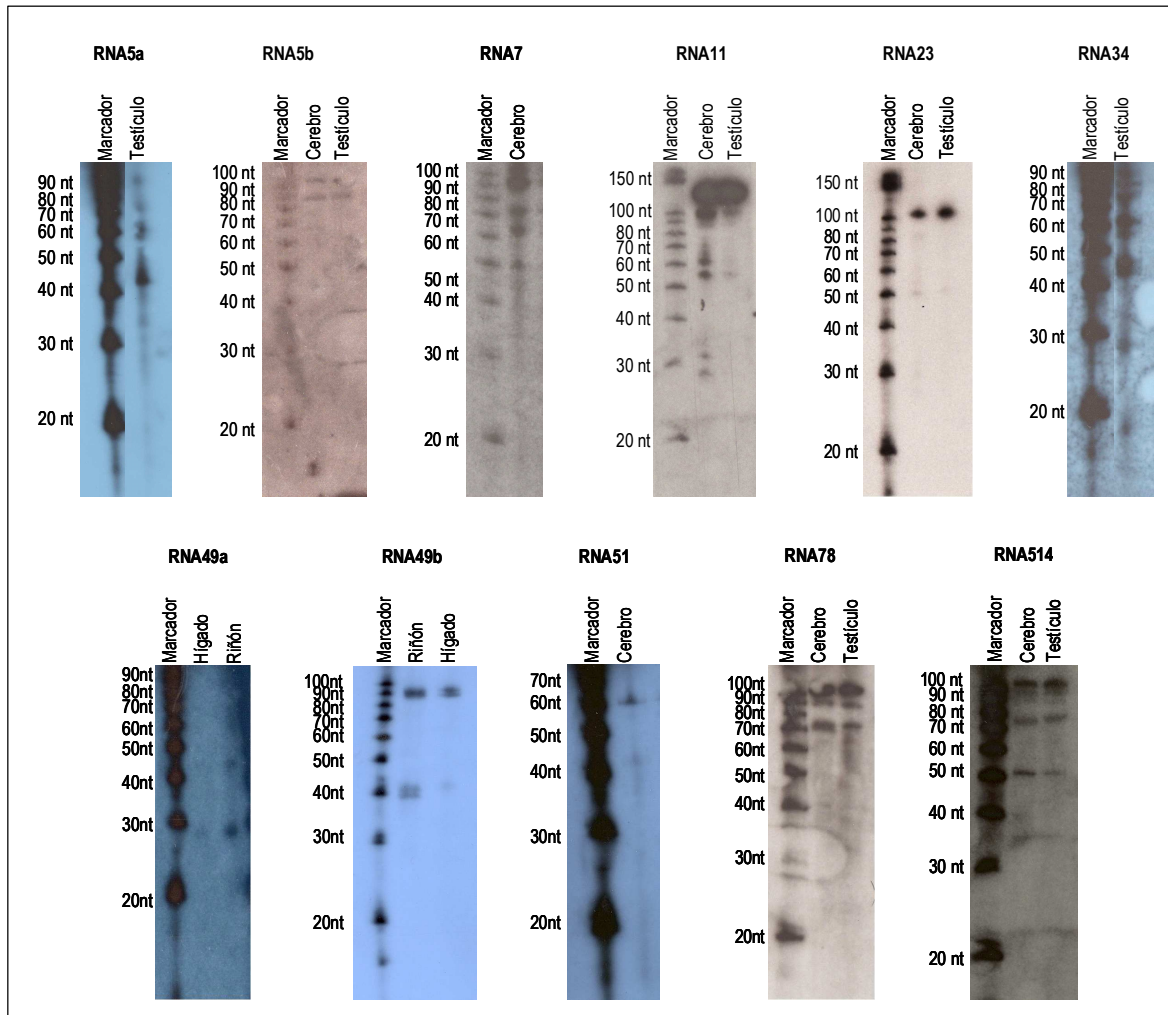 RNA5a
RNA5b
RNA7
RNA11
RNA23
RNA34
Marcador
Testículo
Marcador
Cerebro
Testículo
Marcador
Cerebro
Marcador
Cerebro
Testículo
Marcador
Cerebro
Testículo
Marcador
Testículo
90 nt
80 nt
70 nt
60 nt
50 nt
40 nt
30 nt
20 nt
100 nt
90 nt
80 nt
70 nt
60 nt
50 nt
40 nt
30 nt
20 nt
100 nt
90 nt
80 nt
70 nt
60 nt
50 nt
40 nt
30 nt
20 nt
150 nt
100 nt
80 nt
70 nt
60 nt
50 nt
40 nt
30 nt
20 nt
150 nt
100 nt
80 nt
70 nt
60 nt
50 nt
40 nt
30 nt
20 nt
90 nt
80 nt
70 nt
50 nt
40 nt
30 nt
20 nt
RNA49a
RNA49b
RNA51
RNA78
RNA514
Marcador
Hígado
Riñón
Marcador
Riñón
Hígado
Marcador
Cerebro
Marcador
Cerebro
Testículo
Marcador
Cerebro
Testículo
90nt
80nt
70nt
60nt
50nt
40nt
30nt
20nt
100nt
90nt
80nt
70nt
60nt
50nt
40nt
30nt
20nt
70nt
60nt
50nt
40nt
30nt
20nt
100nt
90nt
80nt
70nt
60nt
50nt
40nt
30nt
20nt
100 nt
90 nt
80 nt
70 nt
60 nt
50 nt
40 nt
30 nt
20 nt